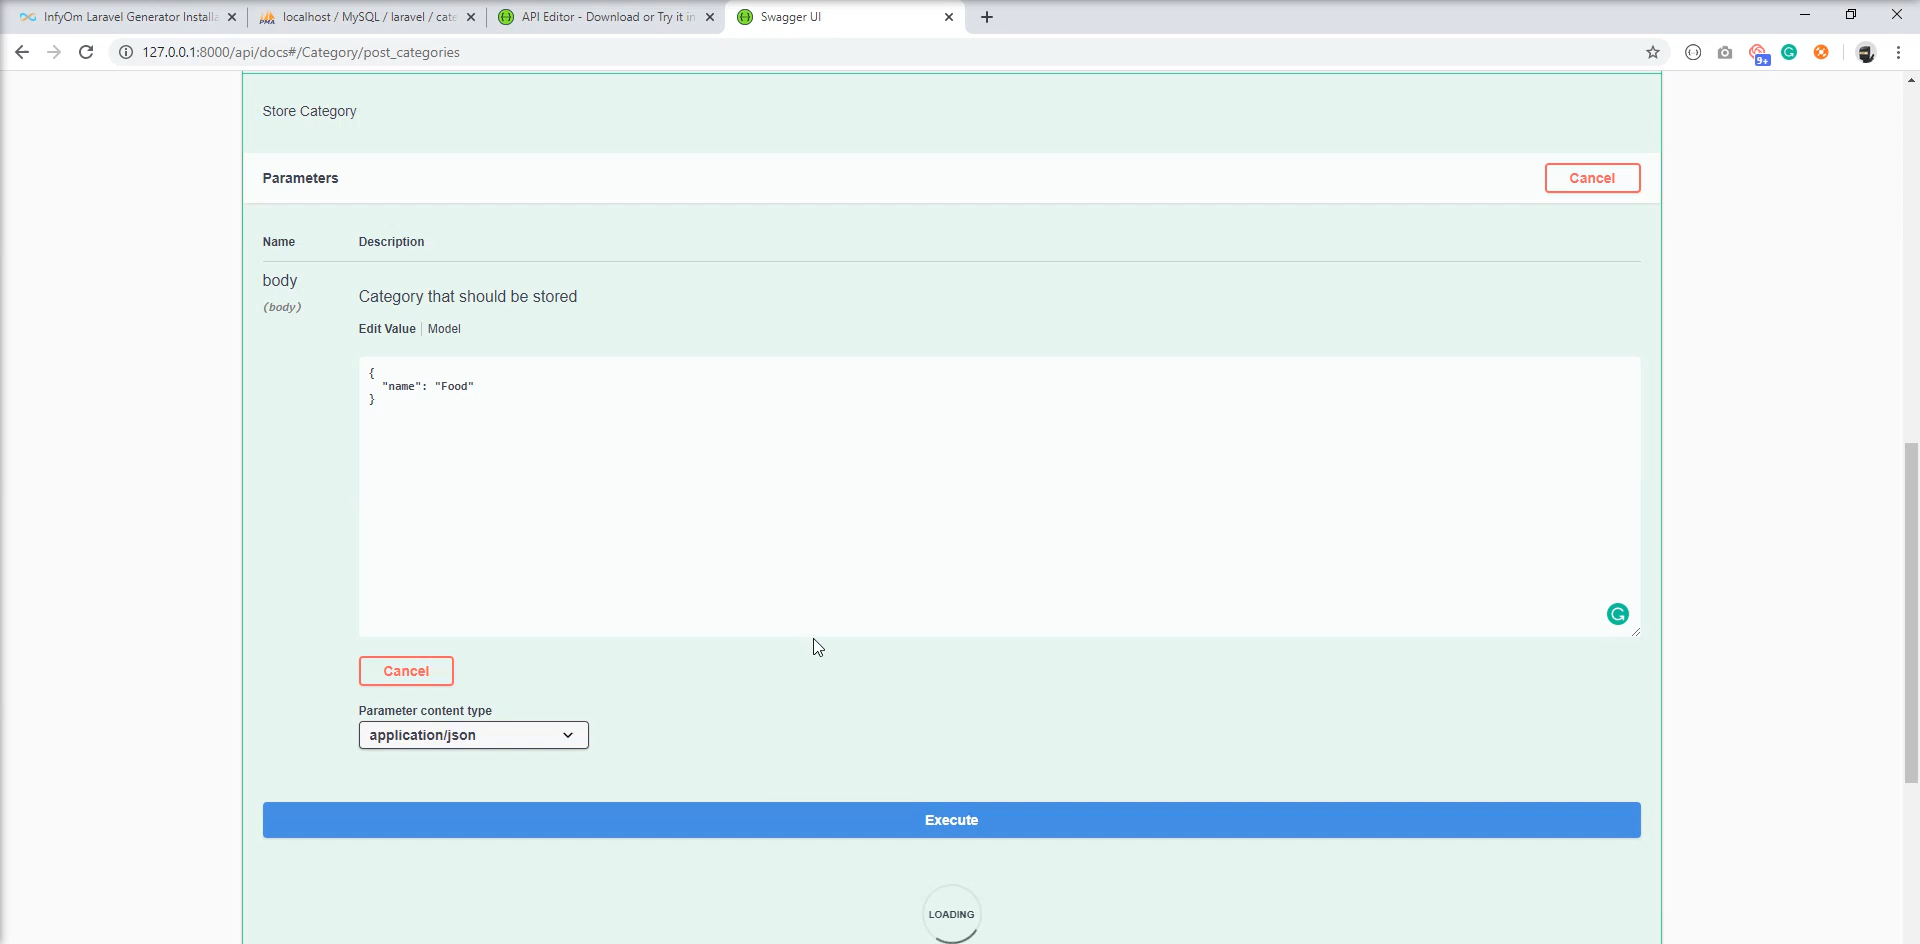 InfyOm Laravel Generator Installa
localhost / MySQL / laravel / cate
API Editor - Download or Try it in
Swagger UI
127.0.0.1:8000/api/docs#/Category/post_categories
9+
Store Category
Parameters
Cancel
Name Description
body
(body)
Category that should be stored
Edit Value Model
{
"name": "Food"
}
Cancel
Parameter content type
application/json
Execute
LOADING